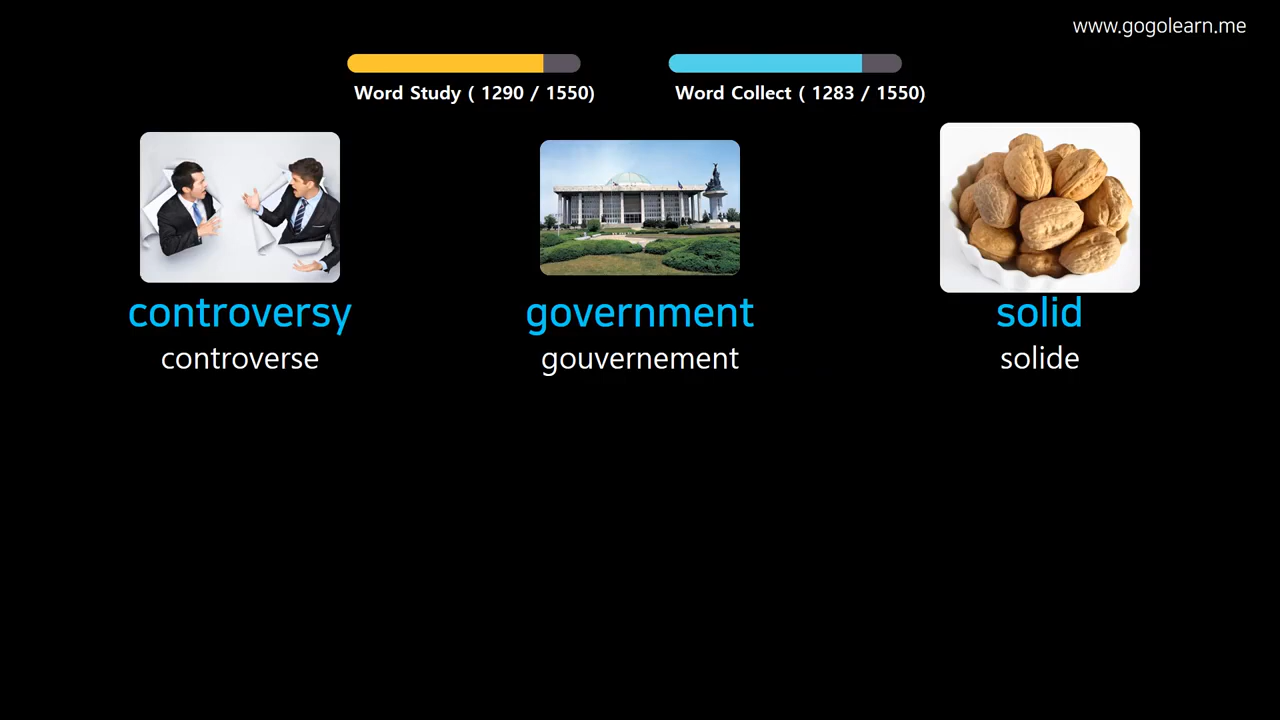 www.gogolearn.me
Word Study ( 1290 / 1550)
Word Collect ( 1283 / 1550)
controversy
controverse
government
gouvernement
solid
solide